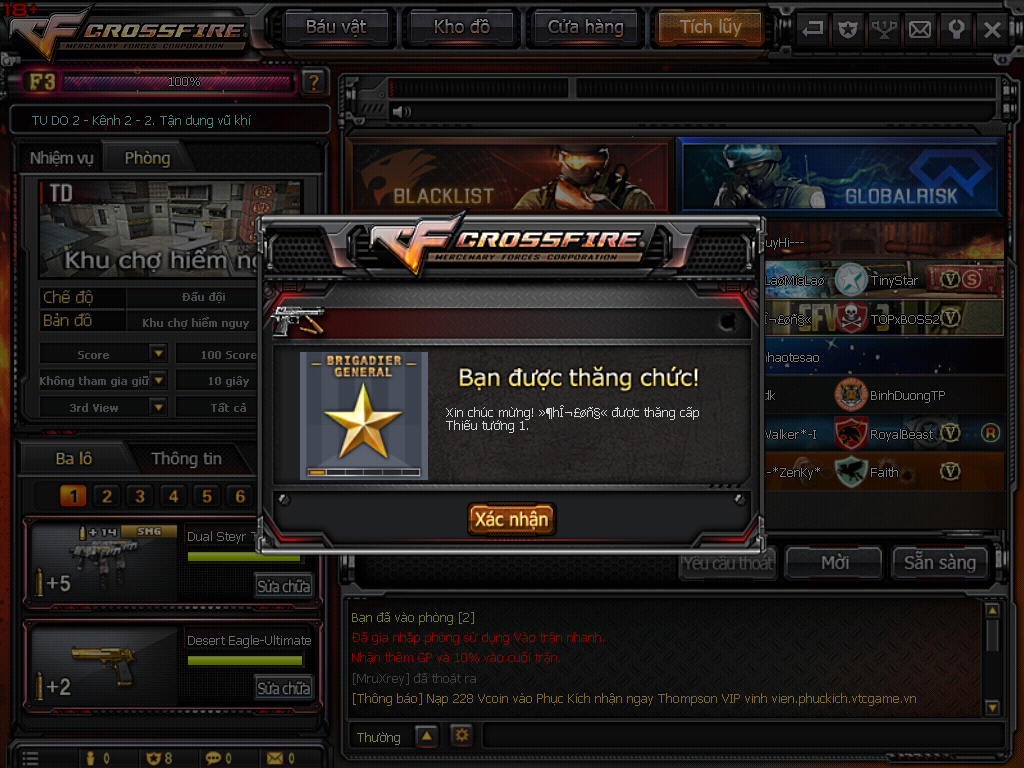 18+
CROSSFIRE
MERCENARY FORCES CORPORATION
Báu vật
Kho đồ
Cửa hàng
Tích lũy
F3
100%
?
TU DO 2 - Kênh 2 - 2. Tận dụng vũ khí
Nhiệm vụ
Phòng
BLACKLIST
GLOBALRISK
TD
Khu chợ hiểm
Chế độ
Đấu đội
Bản đồ
Khu chợ hiểm nguy
Score
100 Score
Không tham gia giữ
10 giây
3rd View
Tất cả
CROSSFIRE
MERCENARY FORCES CORPORATION
BRIGADIER
GENERAL
Bạn được thăng chức!
Xin chúc mừng! »¶hÎ¬£øñ§« được thăng cấp
Thiếu tướng 1.
Xác nhận
uyHi---
LaøMïaLaø
TinyStar
V
S
Î¬£øñ§«
TOPxBOSS2
V
nhaotesao
dk
BinhDuongTP
Walker*-I
RoyalBeast
V
R
-*ZenKy*
Faith
V
Ba lô
Thông tin
1 2 3 4 5 6
+14
SM6
Dual Steyr
+5
Sửa chữa
Desert Eagle-Ultimate
+2
Sửa chữa
Yêu cầu thoát
Mời
Sẵn sàng
Bạn đã vào phòng [2]
Đã gia nhập phòng sử dụng Vào trận nhanh.
Nhận thêm GP và 10% vào cuối trận.
[MruXrey] đã thoát ra
[Thông báo] Nạp 228 Vcoin vào Phục Kích nhận ngay Thompson VIP vinh vien.phuckich.vtcgame.vn
Thường
0
8
0
0